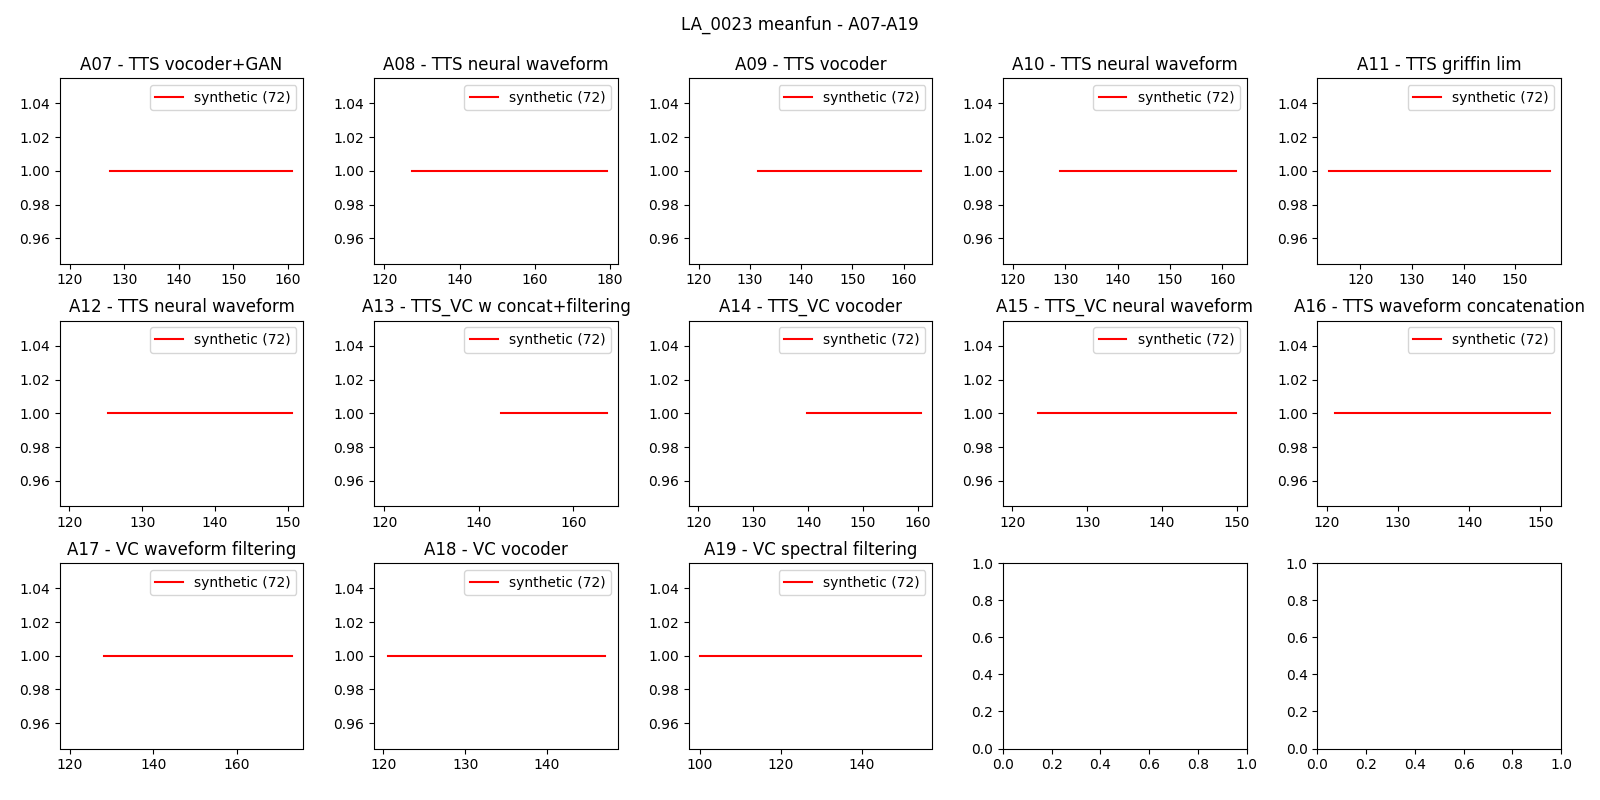 LA_0023 meanfun - A07-A19
A07 - TTS vocoder+GAN
synthetic (72)
1.04
1.02
1.00
0.98
0.96
120 130 140 150 160
A08 - TTS neural waveform
synthetic (72)
1.04
1.02
1.00
0.98
0.96
120 140 160 180
A09 - TTS vocoder
synthetic (72)
1.04
1.02
1.00
0.98
0.96
120 130 140 150 160
A10 - TTS neural waveform
synthetic (72)
1.04
1.02
1.00
0.98
0.96
120 130 140 150 160
A11 - TTS griffin lim
synthetic (72)
1.04
1.02
1.00
0.98
0.96
120 130 140 150
A12 - TTS neural waveform
synthetic (72)
1.04
1.02
1.00
0.98
0.96
120 130 140 150
A13 - TTS_VC w concat+filtering
synthetic (72)
1.04
1.02
1.00
0.98
0.96
120 140 160
A14 - TTS_VC vocoder
synthetic (72)
1.04
1.02
1.00
0.98
0.96
120 130 140 150 160
A15 - TTS_VC neural waveform
synthetic (72)
1.04
1.02
1.00
0.98
0.96
120 130 140 150
A16 - TTS waveform concatenation
synthetic (72)
1.04
1.02
1.00
0.98
0.96
120 130 140 150
A17 - VC waveform filtering
synthetic (72)
1.04
1.02
1.00
0.98
0.96
120 140 160
A18 - VC vocoder
synthetic (72)
1.04
1.02
1.00
0.98
0.96
120 130 140
A19 - VC spectral filtering
synthetic (72)
1.04
1.02
1.00
0.98
0.96
100 120 140
1.0
0.8
0.6
0.4
0.2
0.0
0.0 0.2 0.4 0.6 0.8 1.0
1.0
0.8
0.6
0.4
0.2
0.0
0.0 0.2 0.4 0.6 0.8 1.0